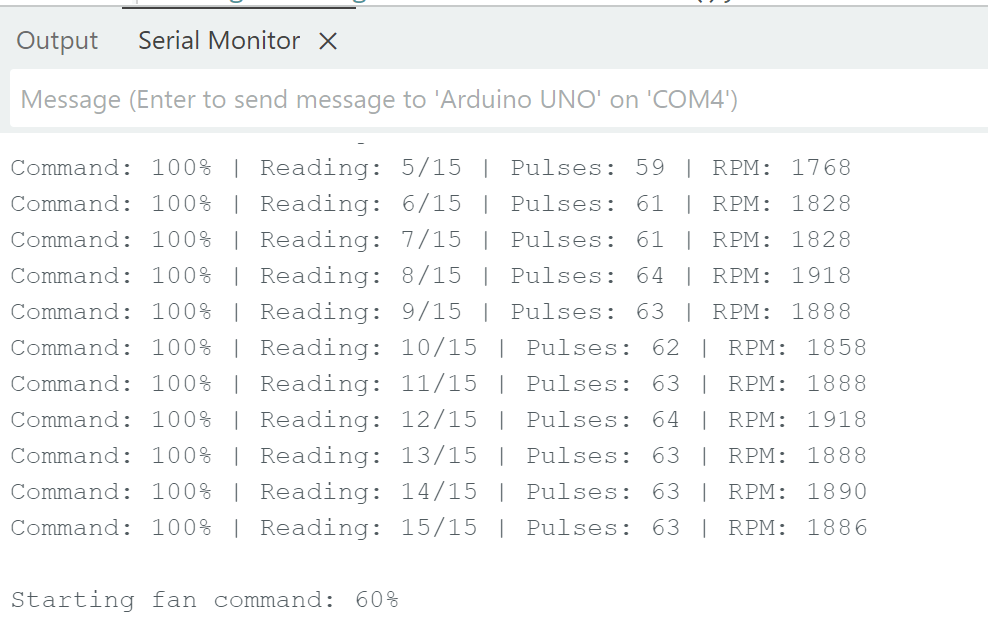 Output Serial Monitor ×
Message (Enter to send message to 'Arduino UNO' on 'COM4')
Command: 100% | Reading: 5/15 | Pulses: 59 | RPM: 1768
Command: 100% | Reading: 6/15 | Pulses: 61 | RPM: 1828
Command: 100% | Reading: 7/15 | Pulses: 61 | RPM: 1828
Command: 100% | Reading: 8/15 | Pulses: 64 | RPM: 1918
Command: 100% | Reading: 9/15 | Pulses: 63 | RPM: 1888
Command: 100% | Reading: 10/15 | Pulses: 62 | RPM: 1858
Command: 100% | Reading: 11/15 | Pulses: 63 | RPM: 1888
Command: 100% | Reading: 12/15 | Pulses: 64 | RPM: 1918
Command: 100% | Reading: 13/15 | Pulses: 63 | RPM: 1888
Command: 100% | Reading: 14/15 | Pulses: 63 | RPM: 1890
Command: 100% | Reading: 15/15 | Pulses: 63 | RPM: 1886
Starting fan command: 60%